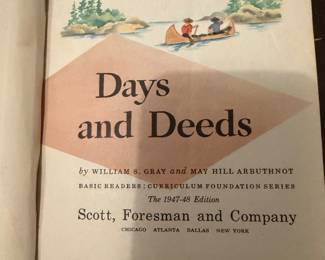 Days
and Deeds
by WILLIAM S. GRAY and MAY HILL ARBUTHNOT
BASIC READERS: CURRICULUM FOUNDATION SERIES
The 1947-48 Edition
Scott, Foresman and Company
CHICAGO ATLANTA DALLAS NEW YORK